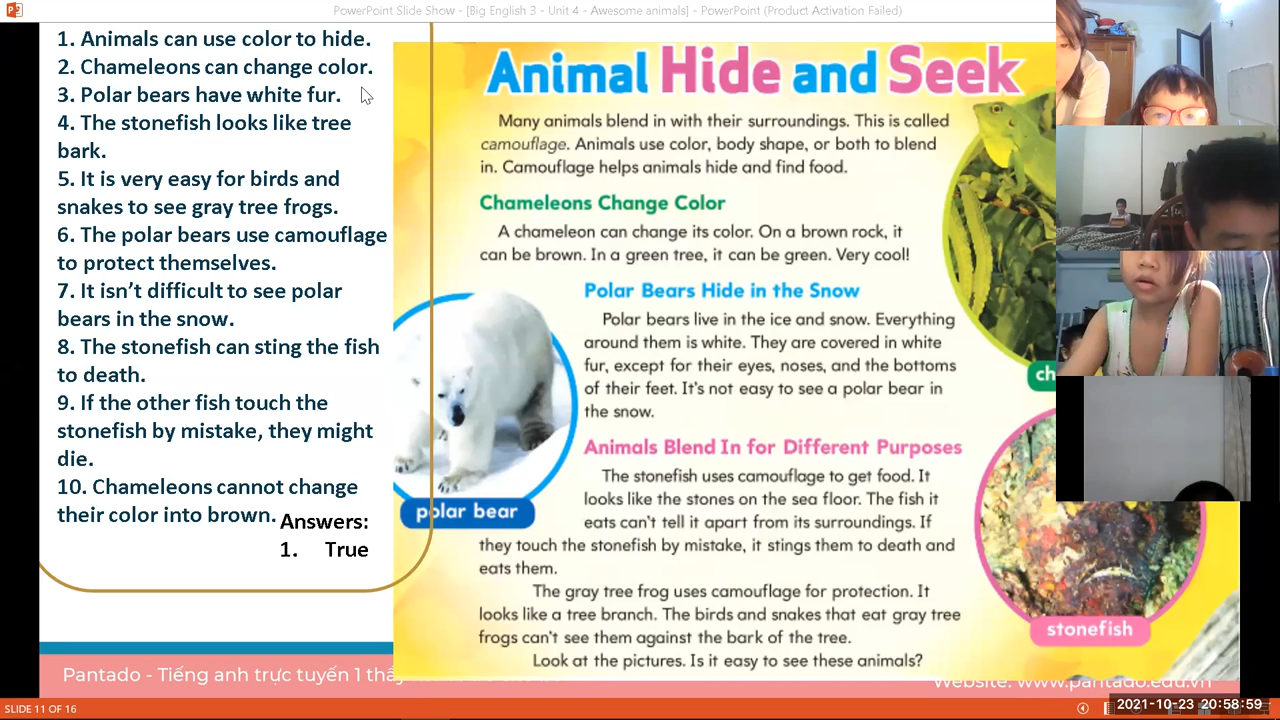 PowerPoint Slide Show - [Big English 3 - Unit 4 - Awesome animals] - PowerPoint (Product Activation Failed)
1. Animals can use color to hide.
2. Chameleons can change color.
3. Polar bears have white fur.
4. The stonefish looks like tree
bark.
5. It is very easy for birds and
snakes to see gray tree frogs.
6. The polar bears use camouflage
to protect themselves.
7. It isn't difficult to see polar
bears in the snow.
8. The stonefish can sting the fish
to death.
9. If the other fish touch the
stonefish by mistake, they might
die.
10. Chameleons cannot change
their color into brown.
Answers:
1. True
Animal Hide and Seek
Many animals blend in with their surroundings. This is called
camouflage. Animals use color, body shape, or both to blend
in. Camouflage helps animals hide and find food.
Chameleons Change Color
A chameleon can change its color. On a brown rock, it
can be brown. In a green tree, it can be green. Very cool!
Polar Bears Hide in the Snow
Polar bears live in the ice and snow. Everything
around them is white. They are covered in white
fur, except for their eyes, noses, and the bottoms
of their feet. It's not easy to see a polar bear in
the snow.
polar bear
Animals Blend In for Different Purposes
The stonefish uses camouflage to get food. It
looks like the stones on the sea floor. The fish it
eats can't tell it apart from its surroundings. If
they touch the stonefish by mistake, it stings them to death and
eats them.
The gray tree frog uses camouflage for protection. It
looks like a tree branch. The birds and snakes that eat gray tree
frogs can't see them against the bark of the tree.
Look at the pictures. Is it easy to see these animals?
ch
stonefish
Pantado - Tiếng anh trực tuyến 1 thầ
Website: www.pantado.edu.vn
SLIDE 11 OF 16
2021-10-23 20:58:59